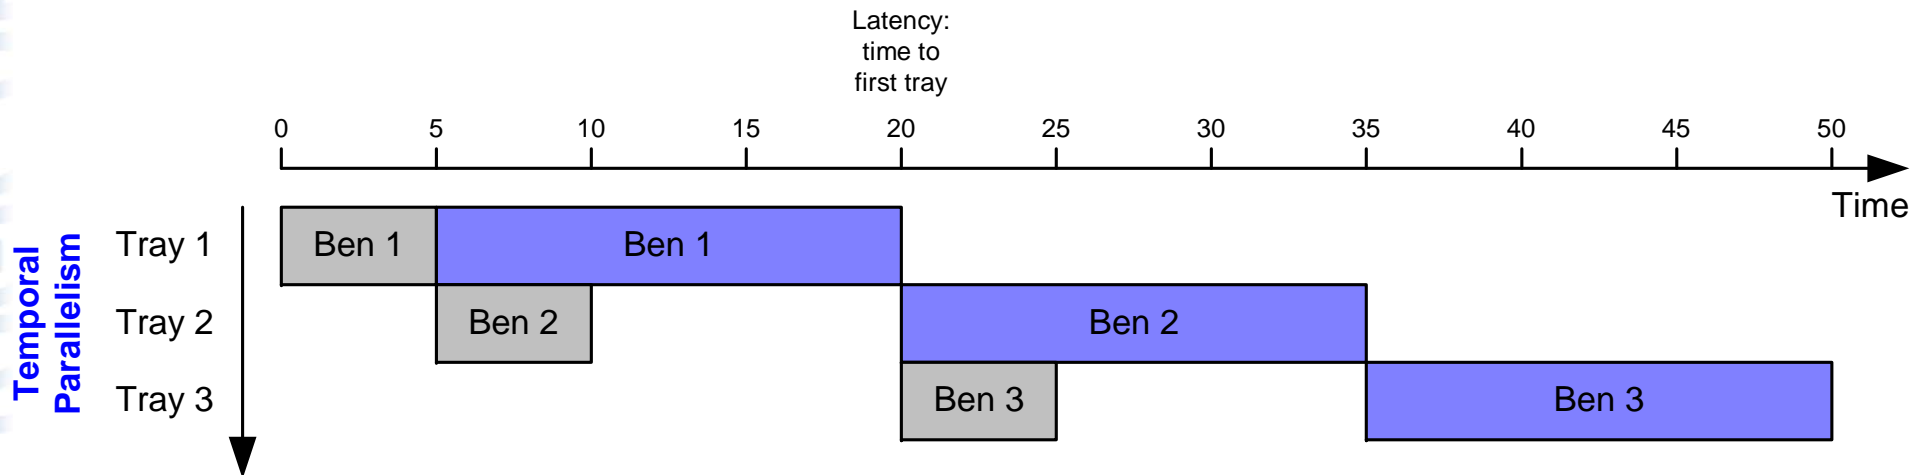 Latency:
time to
first tray
0 5 10 15 20 25 30 35 40 45 50
Time
Temporal
Parallelism
Tray 1 Ben 1 Ben 1
Tray 2 Ben 2 Ben 2
Tray 3 Ben 3 Ben 3